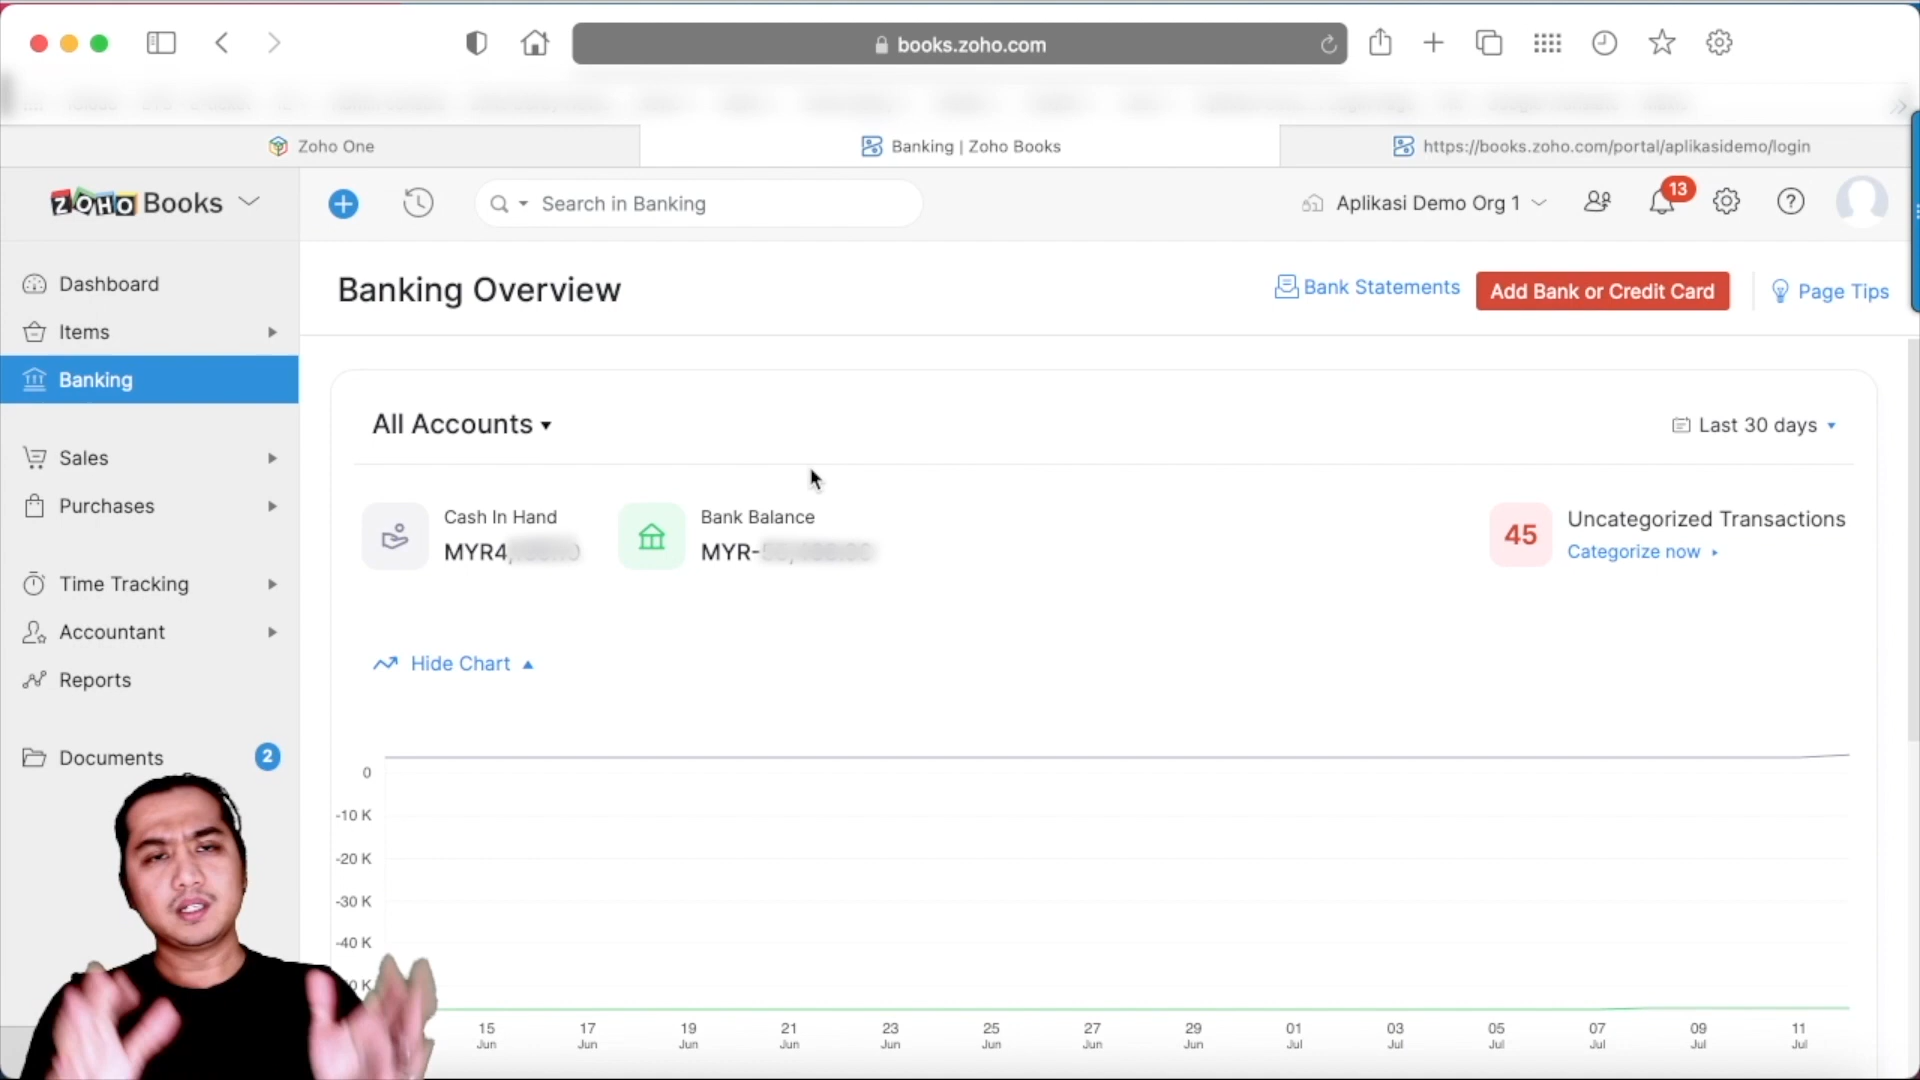 books.zoho.com
Zoho One
Banking | Zoho Books
https://books.zoho.com/portal/aplikasidemo/login
ZOHO Books
Search in Banking
Aplikasi Demo Org 1
13
Dashboard
Items
Banking
Sales
Purchases
Time Tracking
Accountant
Reports
Documents
2
Banking Overview
Bank Statements
Add Bank or Credit Card
Page Tips
All Accounts
Last 30 days
Cash In Hand
MYR4,
Bank Balance
MYR-
45
Uncategorized Transactions
Categorize now
Hide Chart
0
-10 K
-20 K
-30 K
-40 K
0 K
15 Jun
17 Jun
19 Jun
21 Jun
23 Jun
25 Jun
27 Jun
29 Jun
01 Jul
03 Jul
05 Jul
07 Jul
09 Jul
11 Jul